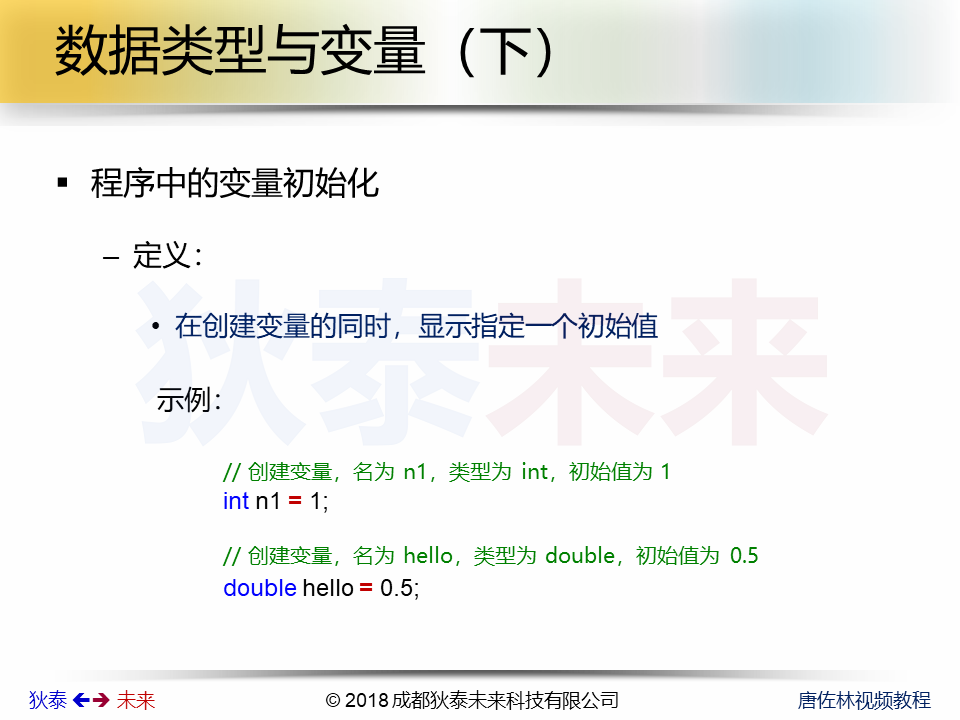 数据类型与变量（下）
▪ 程序中的变量初始化
– 定义：
• 在创建变量的同时，显示指定一个初始值
狄泰未来
示例：
// 创建变量，名为 n1，类型为 int，初始值为 1
int n1 = 1;
// 创建变量，名为 hello，类型为 double，初始值为 0.5
double hello = 0.5;
狄泰 未来
© 2018 成都狄泰未来科技有限公司
唐佐林视频教程